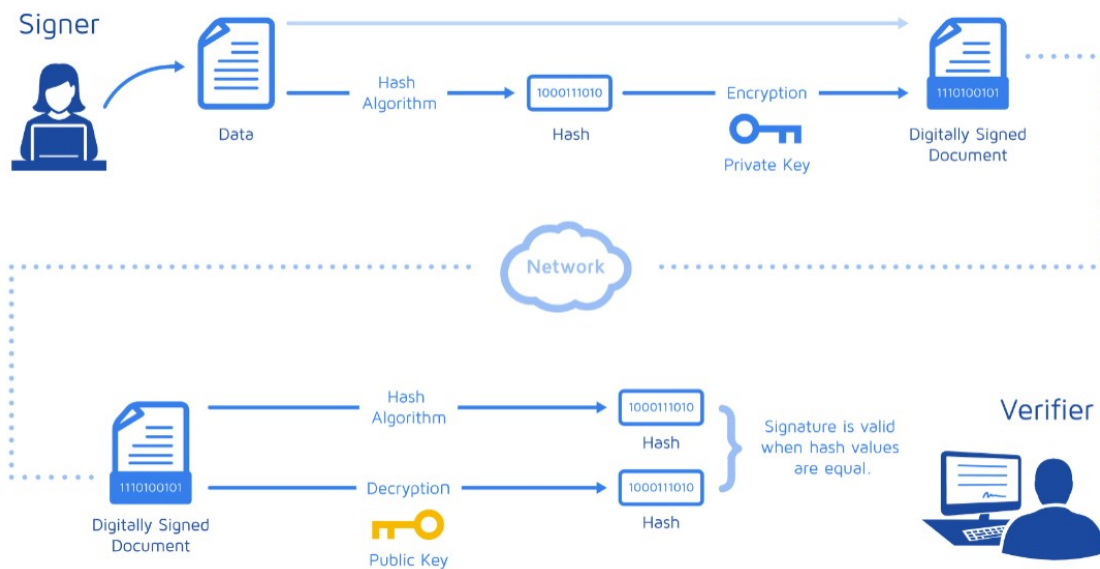 Signer
Hash
Algorithm
1000111010
Encryption
1110100101
Data
Hash
Private Key
Digitally Signed
Document
Network
Hash
Algorithm
1000111010
Hash
Signature is valid
when hash values
are equal.
Verifier
1110100101
Decryption
1000111010
Hash
Digitally Signed
Document
Public Key